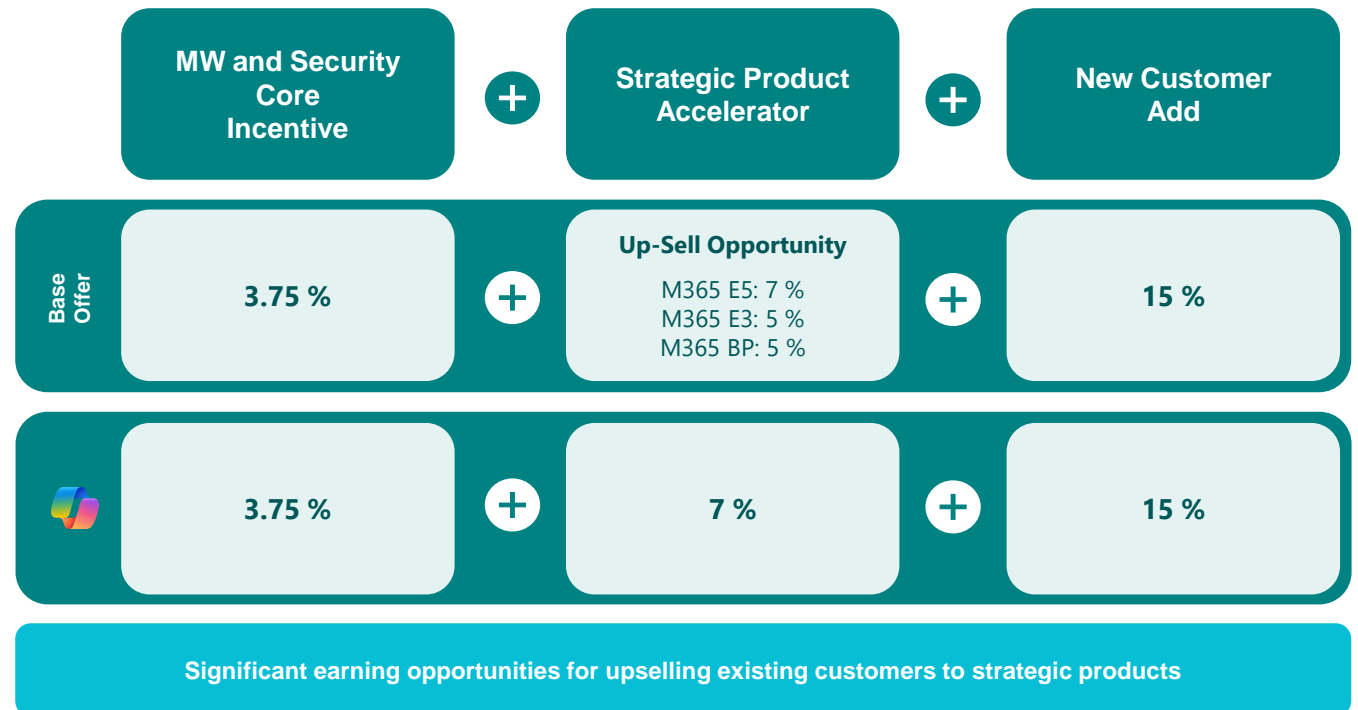 MW and Security
Core
Incentive
Strategic Product
Accelerator
New Customer
Add
Base
Offer
3.75 %
Up-Sell Opportunity
M365 E5: 7 %
M365 E3: 5 %
M365 BP: 5 %
15 %
3.75 %
7 %
15 %
Significant earning opportunities for upselling existing customers to strategic products